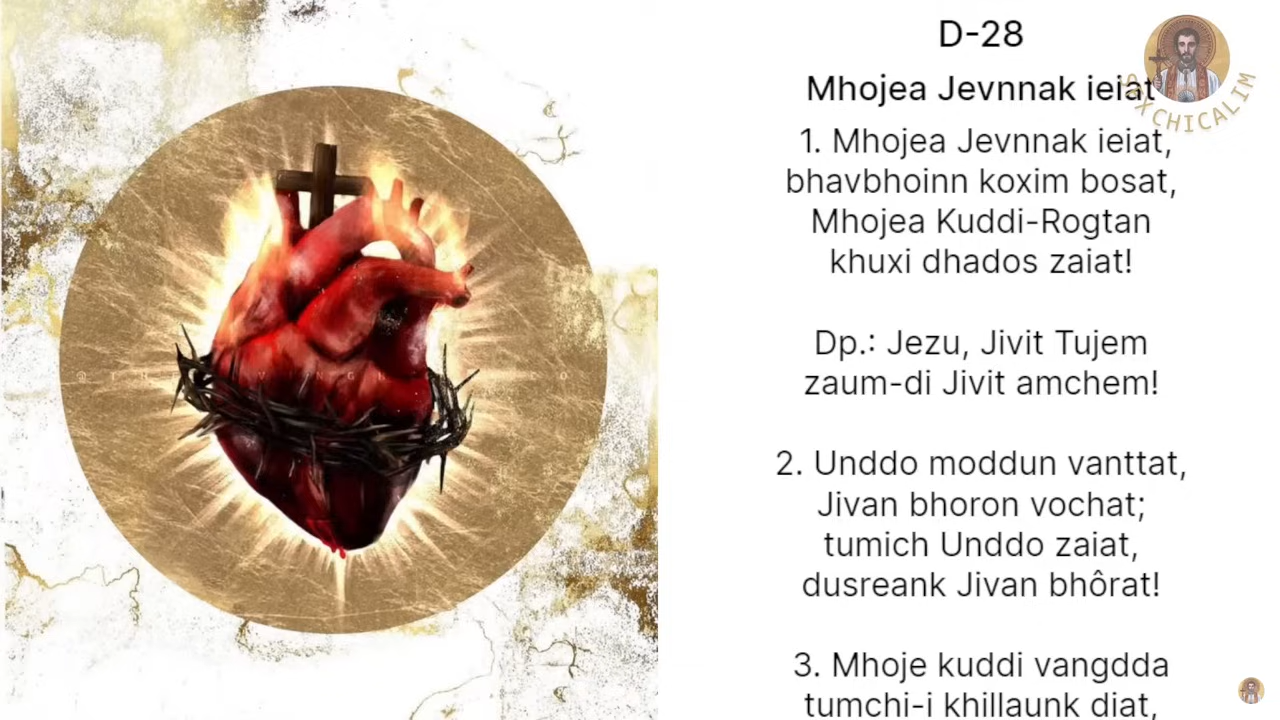 D-28
Mhojea Jevnnak ieiat
1. Mhojea Jevnnak ieiat,
bhavbhoinn koxim bosat,
Mhojea Kuddi-Rogtan
khuxi dhados zaiat!
Dp.: Jezu, Jivit Tujem
zaum-di Jivit amchem!
2. Unddo moddun vanttat,
Jivan bhoron vochat;
tumich Unddo zaiat,
dusreank Jivan bhôrat!
3. Mhoje kuddi vangdda
tumchi-i khillaunk diat,
SFXCHICALIM